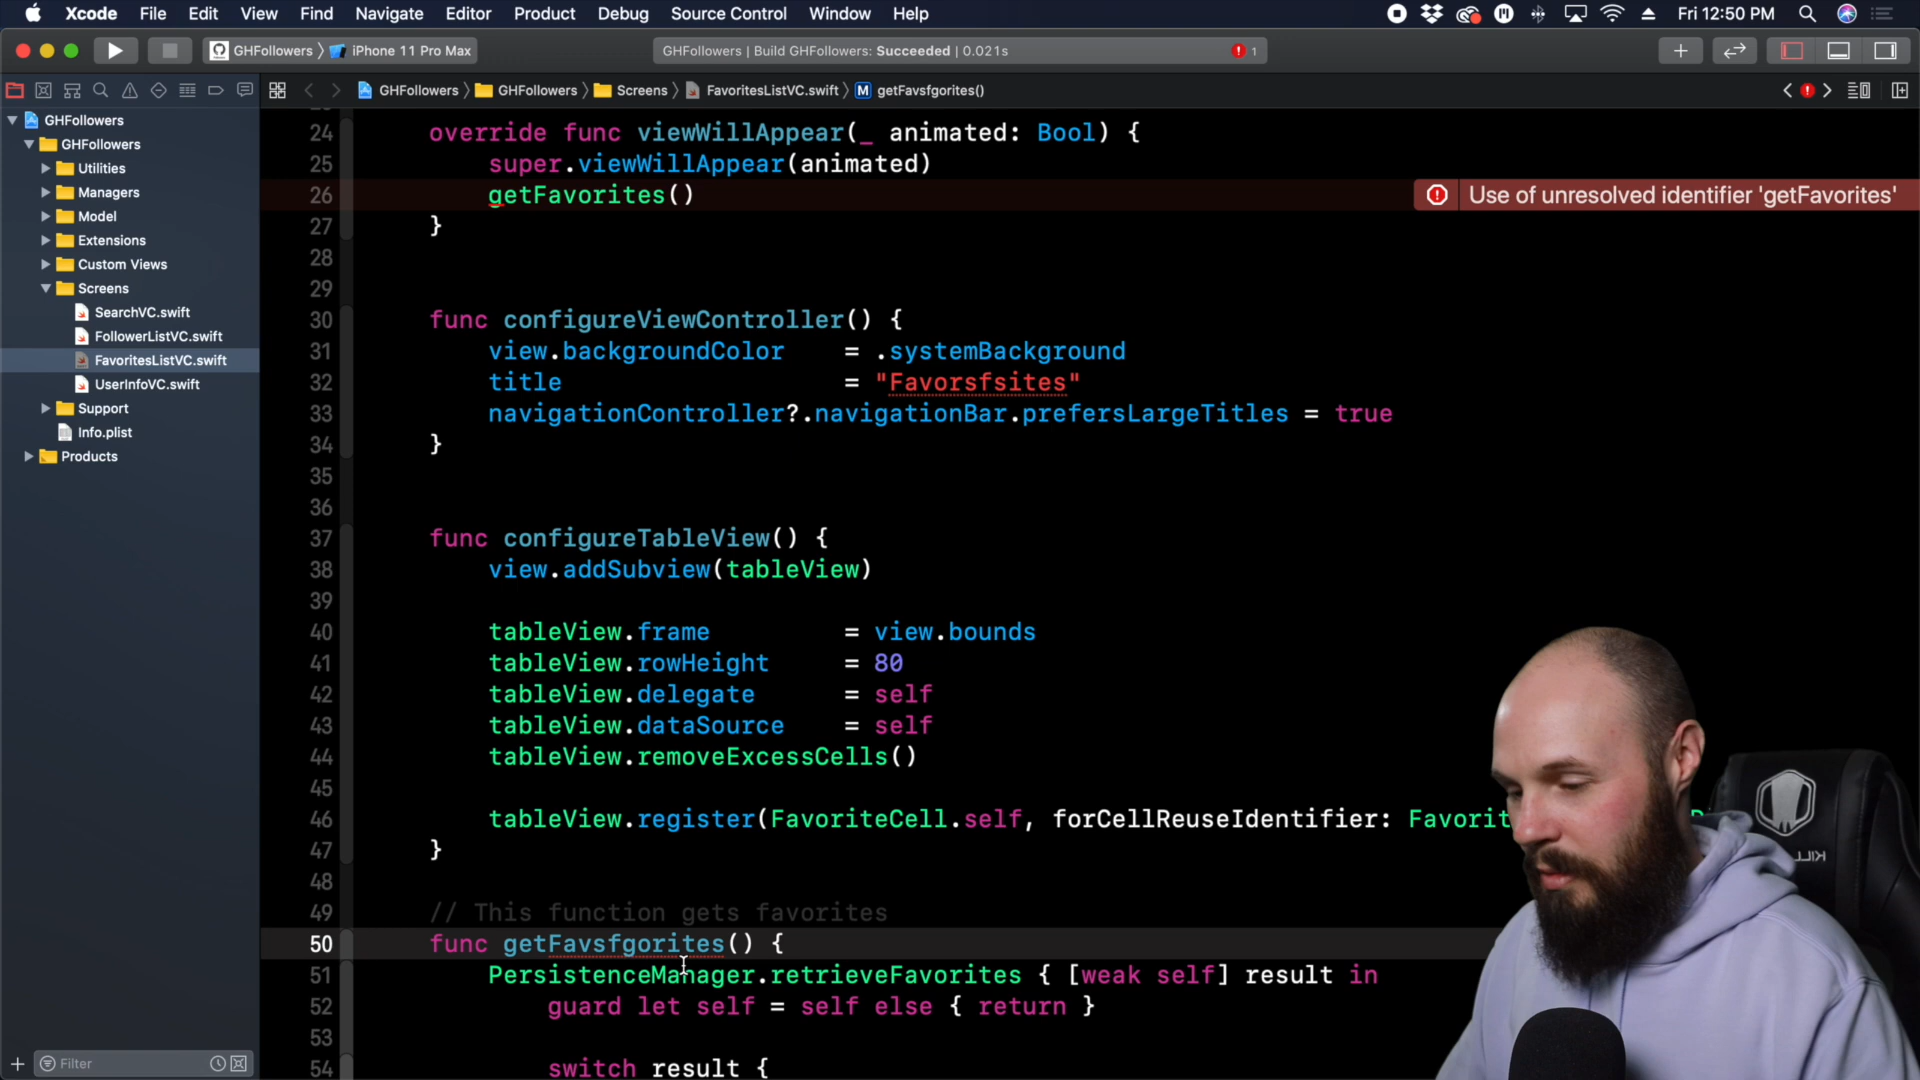 Xcode File Edit View Find Navigate Editor Product Debug Source Control Window Help Fri 12:50 PM
GHFollowers iPhone 11 Pro Max GHFollowers | Build GHFollowers: Succeeded | 0.021s 1
GHFollowers GHFollowers Screens FavoritesListVC.swift M getFavsfgorites()
GHFollowers
GHFollowers
Utilities
Managers
Model
Extensions
Custom Views
Screens
SearchVC.swift
FollowerListVC.swift
FavoritesListVC.swift
UserInfoVC.swift
Support
Info.plist
Products
Filter
24 override func viewWillAppear(_ animated: Bool) {
25 super.viewWillAppear(animated)
26 getFavorites() Use of unresolved identifier 'getFavorites'
27 }
28
29
30 func configureViewController() {
31 view.backgroundColor = .systemBackground
32 title = "Favorsfsites"
33 navigationController?.navigationBar.prefersLargeTitles = true
34 }
35
36
37 func configureTableView() {
38 view.addSubview(tableView)
39
40 tableView.frame = view.bounds
41 tableView.rowHeight = 80
42 tableView.delegate = self
43 tableView.dataSource = self
44 tableView.removeExcessCells()
45
46 tableView.register(FavoriteCell.self, forCellReuseIdentifier: Favorit
47 }
48
49 // This function gets favorites
50 func getFavsfgorites() {
51 PersistenceManager.retrieveFavorites { [weak self] result in
52 guard let self = self else { return }
53
54 switch result {